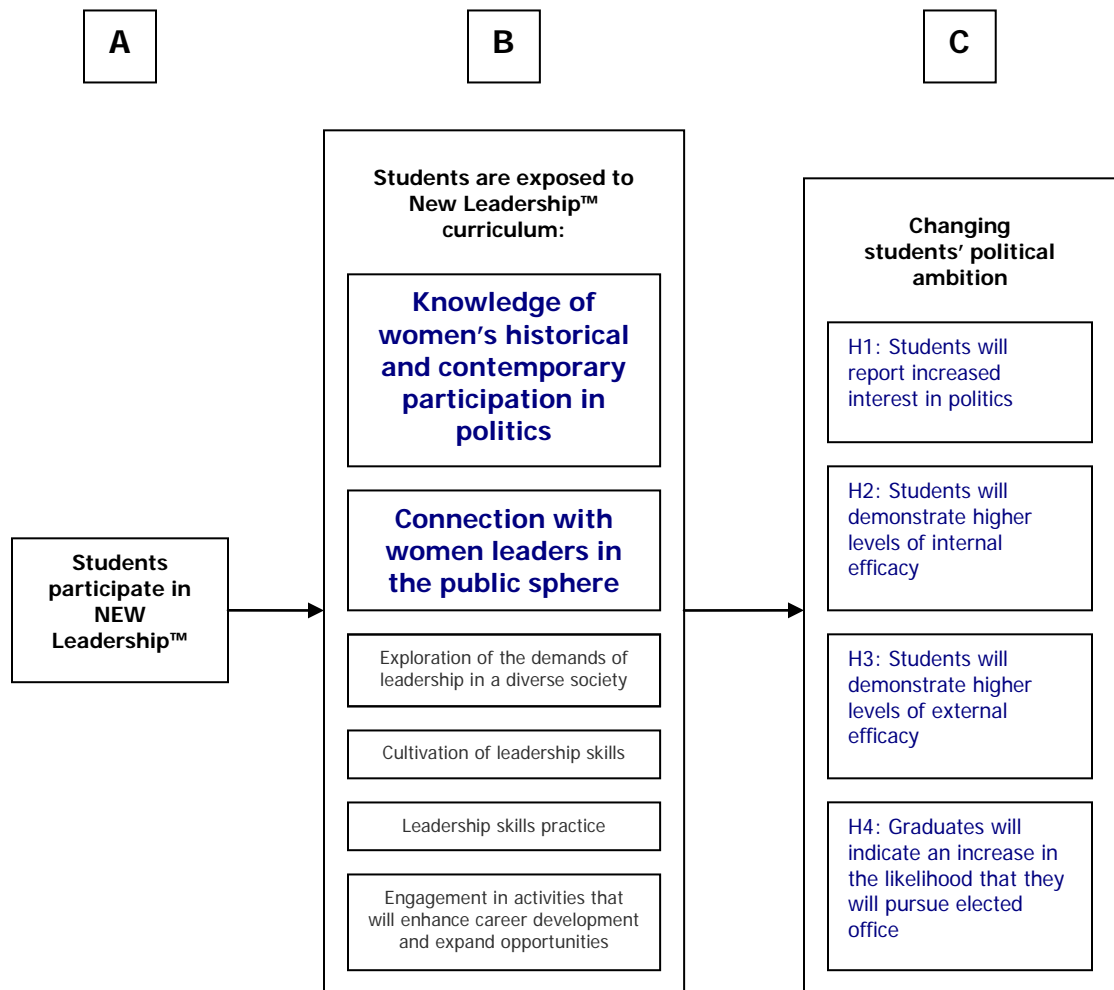 A
B
C
Students
participate in
NEW
Leadership™
Students are exposed to
New Leadership™
curriculum:
Knowledge of
women's historical
and contemporary
participation in
politics
Connection with
women leaders in
the public sphere
Exploration of the demands of
leadership in a diverse society
Cultivation of leadership skills
Leadership skills practice
Engagement in activities that
will enhance career development
and expand opportunities
Changing
students' political
ambition
H1: Students will
report increased
interest in politics
H2: Students will
demonstrate higher
levels of internal
efficacy
H3: Students will
demonstrate higher
levels of external
efficacy
H4: Graduates will
indicate an increase in
the likelihood that they
will pursue elected
office